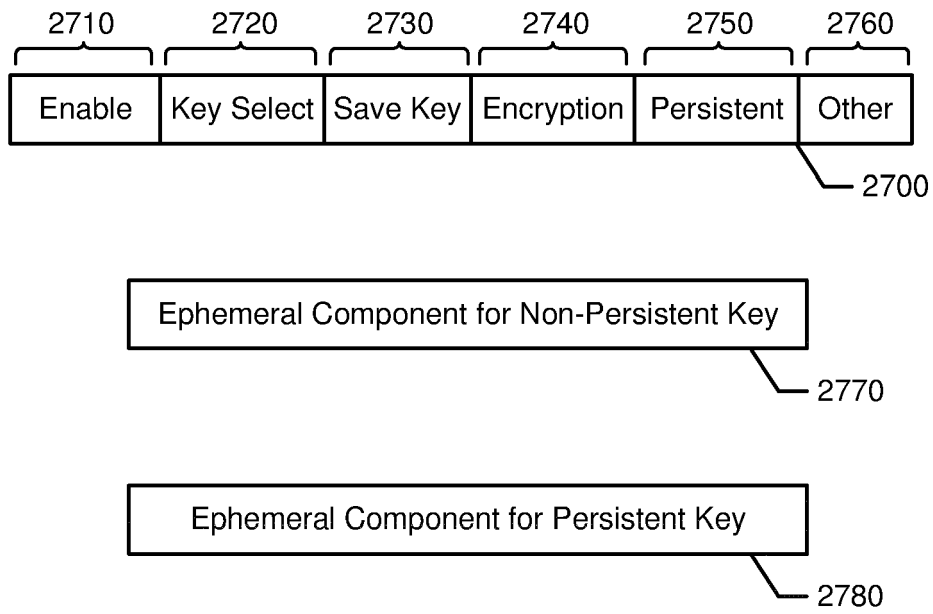 2710 2720 2730 2740 2750 2760
Enable Key Select Save Key Encryption Persistent Other
2700
Ephemeral Component for Non-Persistent Key
2770
Ephemeral Component for Persistent Key
2780